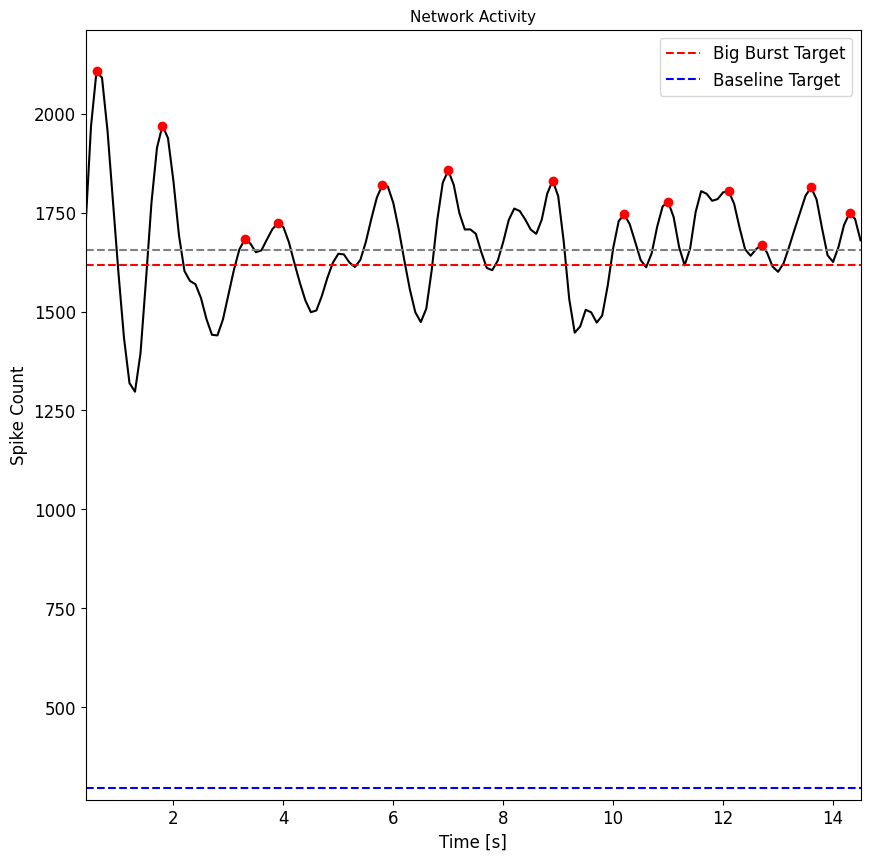 Network Activity
Big Burst Target
Baseline Target
2000
1750
1500
1250
1000
750
500
Spike Count
2
4
6
8
10
12
14
Time [s]